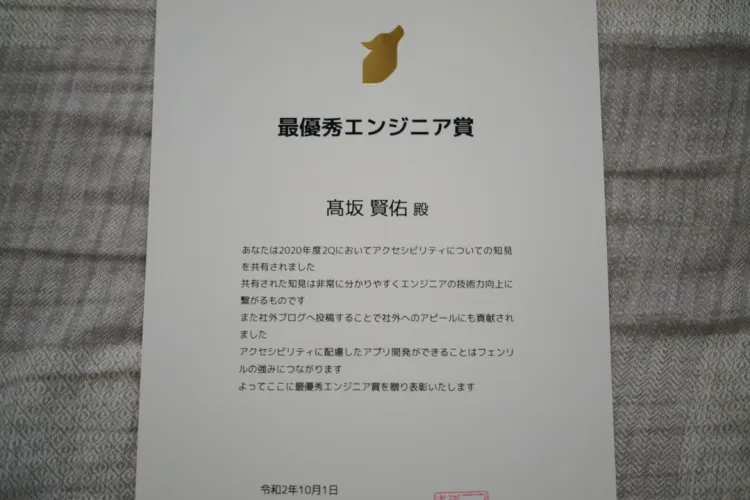 最優秀エンジニア賞
髙坂 賢佑 殿
あなたは2020年度2Qにおいてアクセシビリティについての知見
を共有されました
共有された知見は非常に分かりやすくエンジニアの技術力向上に
繋がるものです
また社外ブログへ投稿することで社外へのアピールにも貢献され
ました
アクセシビリティに配慮したアプリ開発ができることはフェンリ
ルの強みにつながります
よってここに最優秀エンジニア賞を贈り表彰いたします
令和2年10月1日